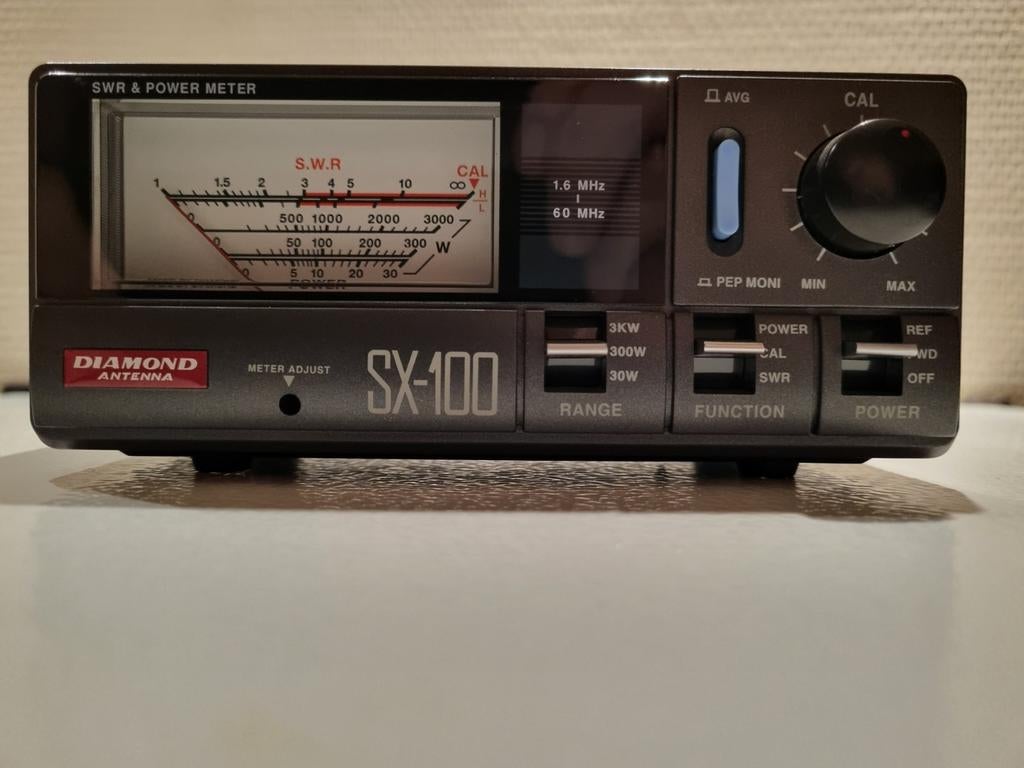 SWR & POWER METER
S.W.R
CAL
1 1.5 2 3 4 5 10 ∞
H
L
0 500 1000 2000 3000
0 50 100 200 300 W
0 5 10 20 30
POWER
1.6 MHz
60 MHz
AVG
CAL
PEP MONI
MIN
MAX
DIAMOND
ANTENNA
METER ADJUST
SX-100
3KW
300W
30W
RANGE
POWER
CAL
SWR
FUNCTION
REF
OFF
POWER